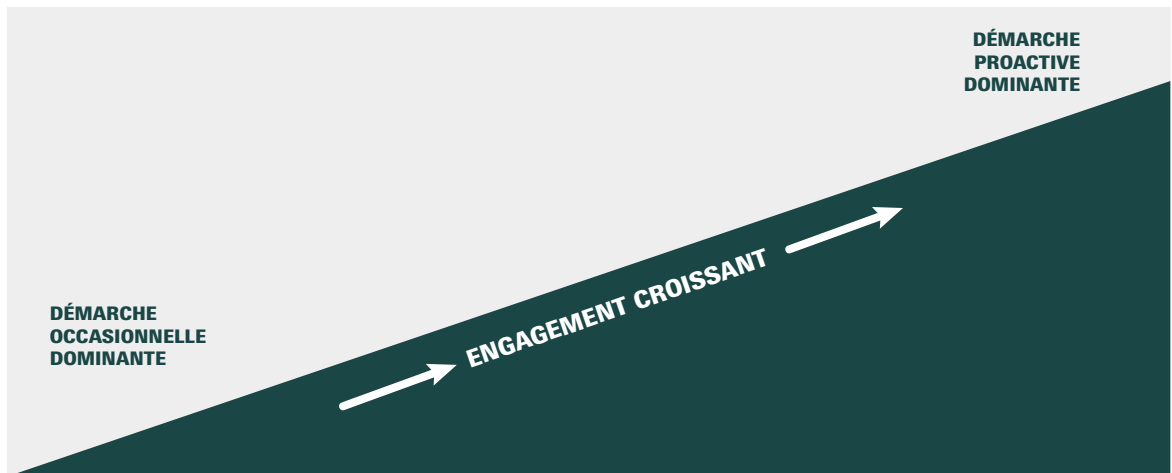 DÉMARCHE
PROACTIVE
DOMINANTE
ENGAGEMENT CROISSANT
DÉMARCHE
OCCASIONNELLE
DOMINANTE